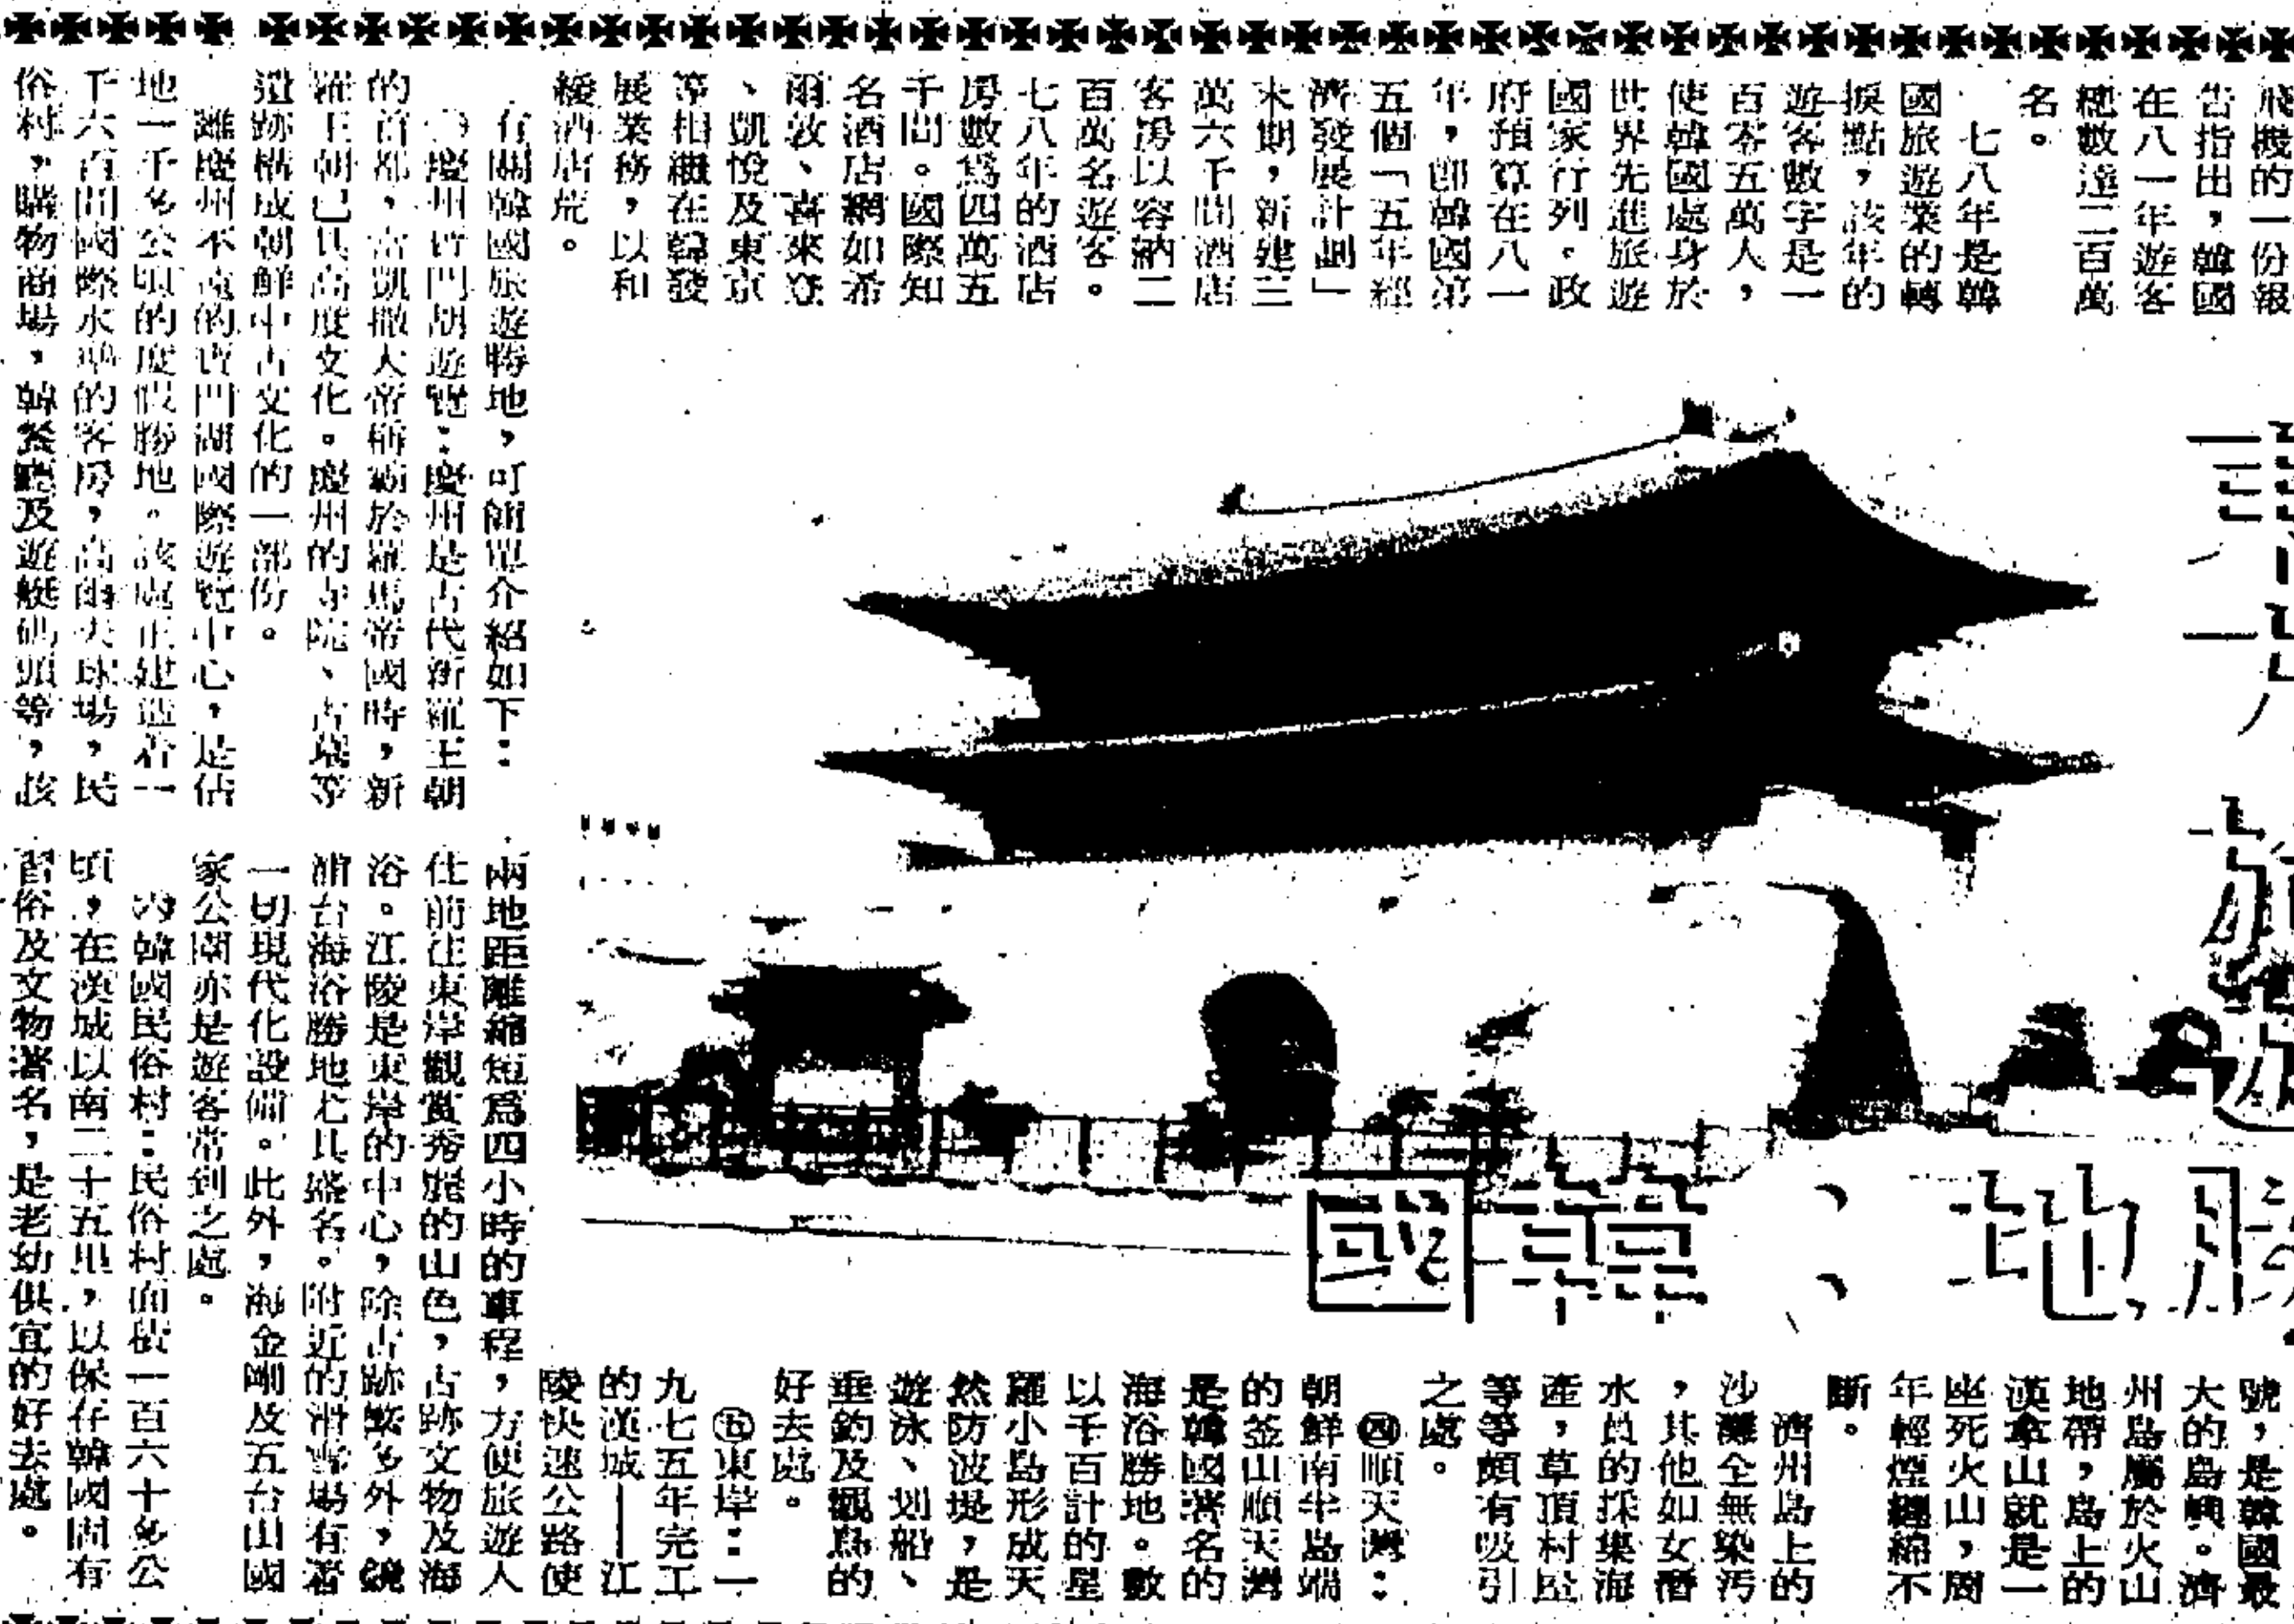 飛機的一份報
告指出，韓國
在八一年遊客
總數達二百萬
名。
七八年是韓
國旅遊業的轉
捩點，該年的
遊客數字是一
百零五萬人，
使韓國處身於
世界先進旅遊
國家行列。政
府預算在八一
年，即韓國第
五個「五年經
濟發展計劃」
末期，新建三
萬六千間酒店
客房以容納二
百萬名遊客。
七八年的酒店
房數為四萬五
千間。國際知
名酒店網如希
爾敦、喜來登
、凱悅及東京
等相繼在韓發
展業務，以和
緩酒店荒。
有關韓國旅遊勝地，可簡單介紹如下：
慶州普門湖遊覽：慶州是古代新羅王朝
的首都，當凱撒大帝稱霸於羅馬帝國時，新
羅王朝已具高度文化。慶州的寺院、古墳等
遺跡構成朝鮮中古文化的一部份。
離慶州不遠的普門湖國際遊覽中心，是佔
地一千多公頃的度假勝地。該處正建造着一
千六百間國際水準的客房，高爾夫球場，民
俗村，購物商場，韓餐廳及遊艇碼頭等，該
旅遊
勝地、韓國
號，是韓國最
大的島嶼。濟
州島屬於火山
地帶，島上的
漢拿山就是一
座死火山，周
年輕煙纏綿不
斷。
濟州島上的
沙灘全無染污
，其他如女潛
水員的採集海
產，草頂村屋
等等頗有吸引
之處。
㊃順天灣：
朝鮮南半島端
的釜山順天灣
是韓國著名的
海浴勝地。數
以千百計的星
羅小島形成天
然防波堤，是
遊泳、划船、
垂釣及觀鳥的
好去處。
㊄東岸：一
九七五年完工
的漢城——江
陵快速公路使
兩地距離縮短爲四小時的車程，方便旅遊人
仕前往東岸觀賞秀麗的山色，古跡文物及海
浴。江陵是東岸的中心，除古跡繁多外，鏡
浦台海浴勝地尤具盛名。附近的滑雪場有著
一切現代化設備。此外，海金剛及五台山國
家公園亦是遊客常到之處。
韓國民俗村：民俗村面積一百六十多公
頃，在漢城以南二十五里，以保存韓國固有
習俗及文物著名，是老幼俱宜的好去處。